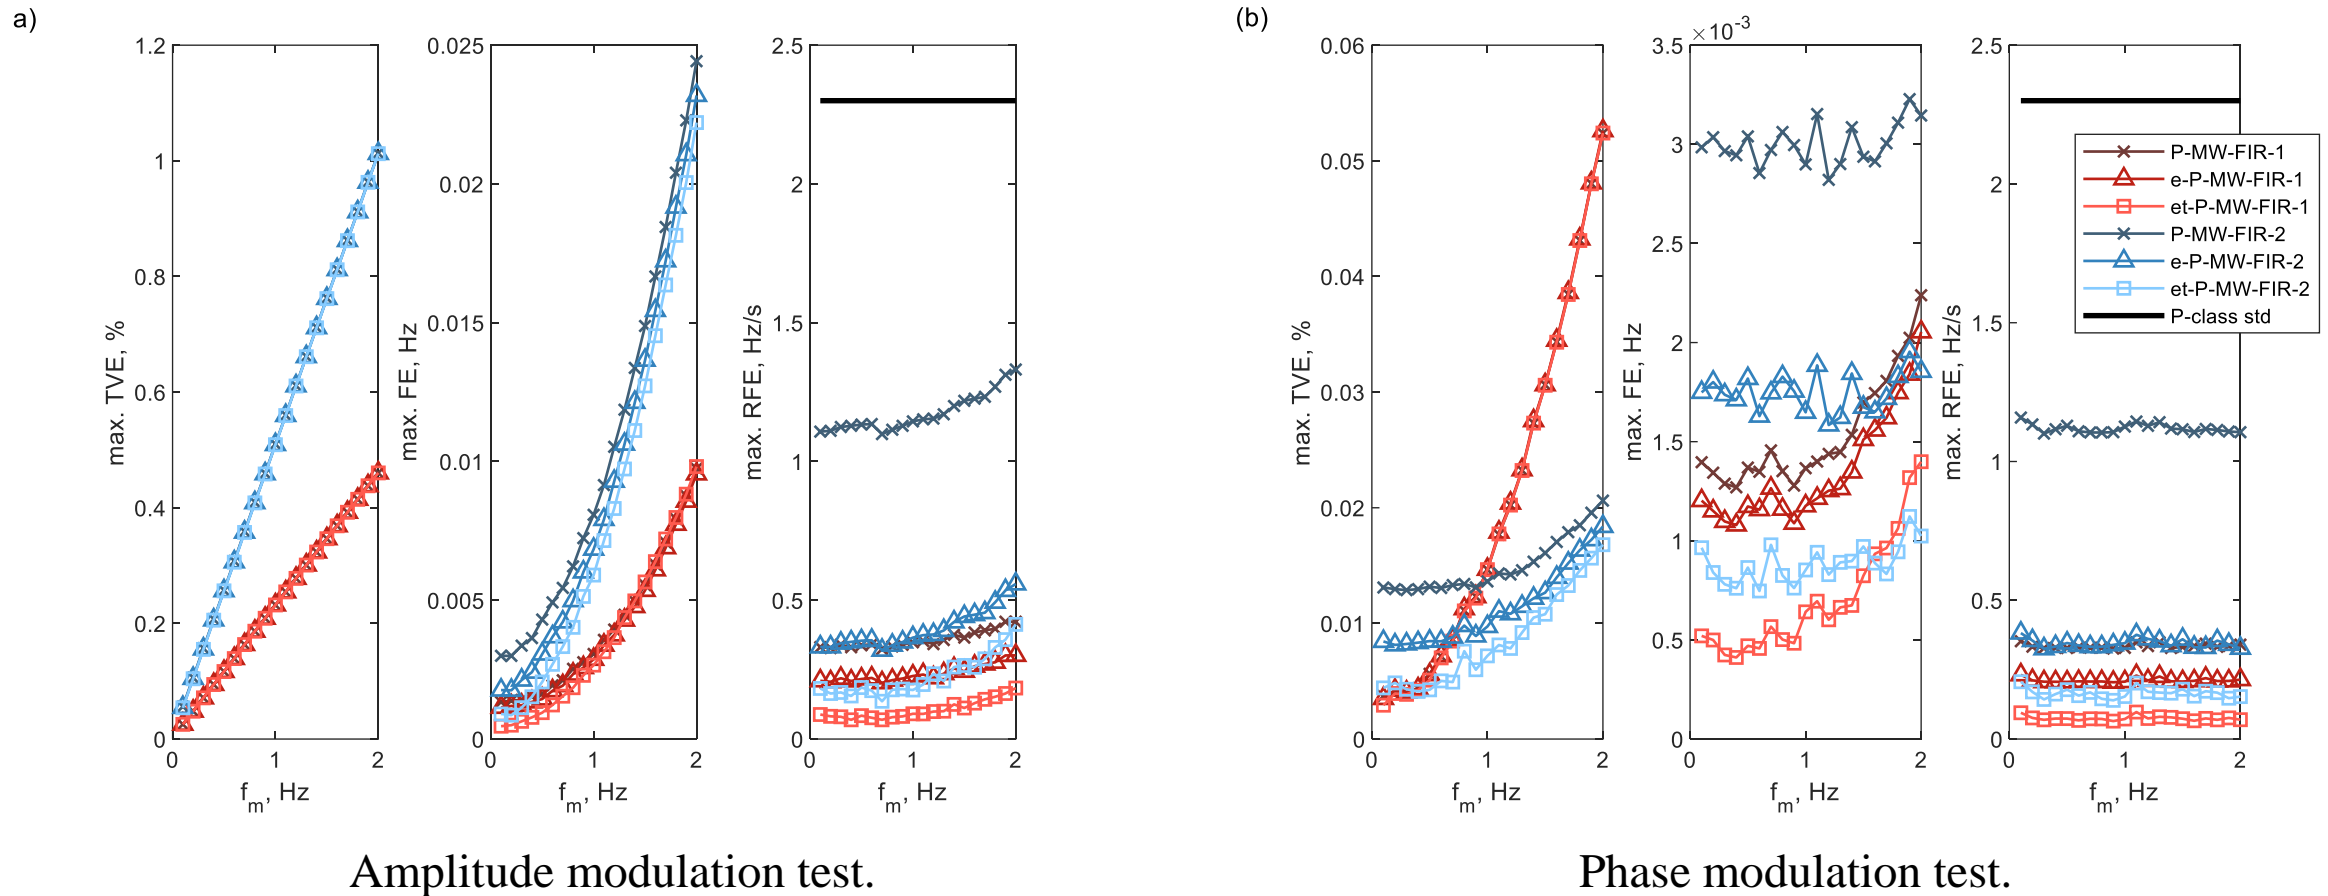 a)
1.2
1
0.8
0.6
0.4
0.2
0
0
1
2
max. TVE, %
f_m, Hz
0.025
0.02
0.015
0.01
0.005
0
0
1
2
max. FE, Hz
f_m, Hz
2.5
2
1.5
1
0.5
0
0
1
2
max. RFE, Hz/s
f_m, Hz
Amplitude modulation test.
(b)
0.06
0.05
0.04
0.03
0.02
0.01
0
0
1
2
max. TVE, %
f_m, Hz
×10^-3
3.5
3
2.5
2
1.5
1
0.5
0
0
1
2
max. FE, Hz
f_m, Hz
2.5
2
1.5
1
0.5
0
0
1
2
max. RFE, Hz/s
f_m, Hz
P-MW-FIR-1
e-P-MW-FIR-1
et-P-MW-FIR-1
P-MW-FIR-2
e-P-MW-FIR-2
et-P-MW-FIR-2
P-class std
Phase modulation test.